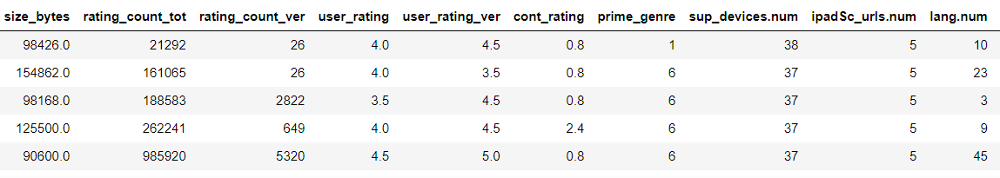 size_bytes rating_count_tot rating_count_ver user_rating user_rating_ver cont_rating prime_genre sup_devices.num ipadSc_urls.num lang.num
98426.0 21292 26 4.0 4.5 0.8 1 38 5 10
154862.0 161065 26 4.0 3.5 0.8 6 37 5 23
98168.0 188583 2822 3.5 4.5 0.8 6 37 5 3
125500.0 262241 649 4.0 4.5 2.4 6 37 5 9
90600.0 985920 5320 4.5 5.0 0.8 6 37 5 45